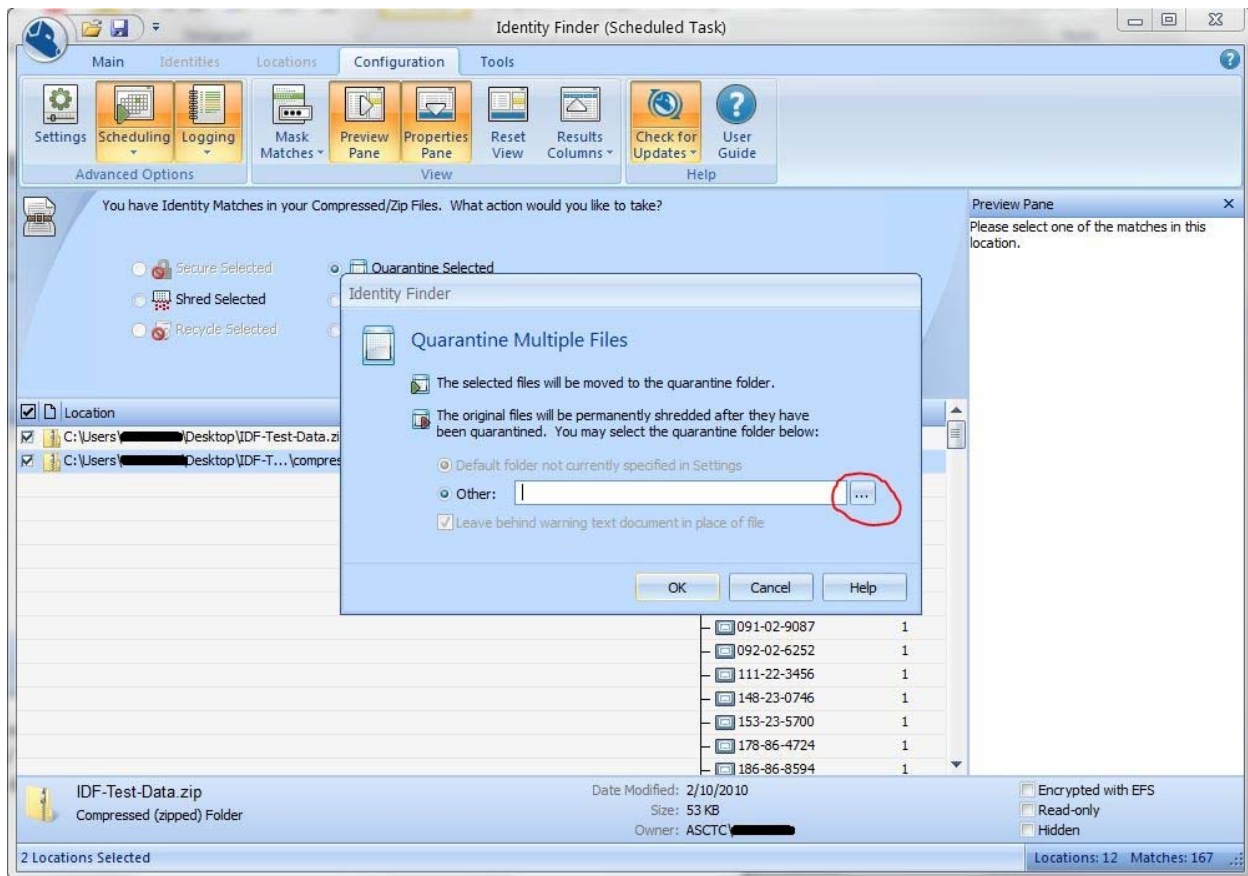 Identity Finder (Scheduled Task)
Main Identities Locations Configuration Tools
Settings Scheduling Logging Mask Matches Preview Pane Properties Pane Reset View Results Columns Check for Updates User Guide
Advanced Options View Help
You have Identity Matches in your Compressed/Zip Files. What action would you like to take?
Preview Pane
Please select one of the matches in this
location.
Secure Selected Quarantine Selected
Shred Selected
Recycle Selected
Identity Finder
Quarantine Multiple Files
The selected files will be moved to the quarantine folder.
The original files will be permanently shredded after they have
been quarantined. You may select the quarantine folder below:
Default folder not currently specified in Settings
Other: ...
Leave behind warning text document in place of file
OK Cancel Help
Location
C:\Users\ \Desktop\IDF-Test-Data.zi
C:\Users\ Desktop\IDF-T...\compres
091-02-9087 1
092-02-6252 1
111-22-3456 1
148-23-0746 1
153-23-5700 1
178-86-4724 1
186-86-8594 1
IDF-Test-Data.zip
Compressed (zipped) Folder
Date Modified: 2/10/2010
Size: 53 KB
Owner: ASCTC\
Encrypted with EFS
Read-only
Hidden
2 Locations Selected
Locations: 12 Matches: 167